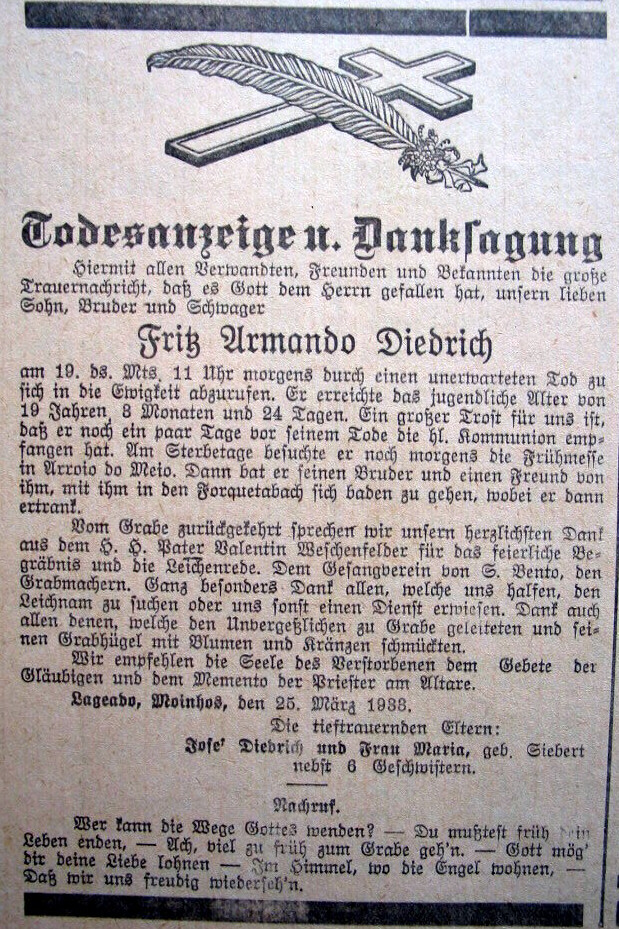 Todesanzeige u. Danksagung
Hiermit allen Verwandten, Freunden und Bekannten die große
Trauernachricht, daß es Gott dem Herrn gefallen hat, unsern lieben
Sohn, Bruder und Schwager
Fritz Armando Diedrich
am 19. ds. Mts. 11 Uhr morgens durch einen unerwarteten Tod zu
sich in die Ewigkeit abzurufen. Er erreichte das jugendliche Alter von
19 Jahren, 8 Monaten und 24 Tagen. Ein großer Trost für uns ist,
daß er noch ein paar Tage vor seinem Tode die hl. Kommunion emp-
fangen hat. Am Sterbetage besuchte er noch morgens die Frühmesse
in Arroio do Meio. Dann bat er seinen Bruder und einen Freund von
ihm, mit ihm in den Forquetabach sich baden zu gehen, wobei er dann
ertrank.
Vom Grabe zurückgekehrt sprechen wir unsern herzlichsten Dank
aus dem H. H. Pater Valentin Weschenfelder für das feierliche Be-
gräbnis und die Leichenrede. Dem Gesangverein von S. Bento, den
Grabmachern. Ganz besonders Dank allen, welche uns halfen, den
Leichnam zu suchen oder uns sonst einen Dienst erwiesen. Dank auch
allen denen, welche den Unvergeßlichen zu Grabe geleiteten und sei-
nen Grabhügel mit Blumen und Kränzen schmückten.
Wir empfehlen die Seele des Verstorbenen dem Gebete der
Gläubigen und dem Memento der Priester am Altare.
Lageado, Moinhos, den 25. März 1938.
Die tieftrauernden Eltern:
Josef Diedrich und Frau Maria, geb. Siebert
nebst 6 Geschwistern.
Nachruf.
Wer kann die Wege Gottes wenden? — Du mußtest früh dein
Leben enden, — Ach, viel zu früh zum Grabe geh'n. — Gott mög'
dir deine Liebe lohnen — Im Himmel, wo die Engel wohnen, —
Daß wir uns freudig wiederseh'n.